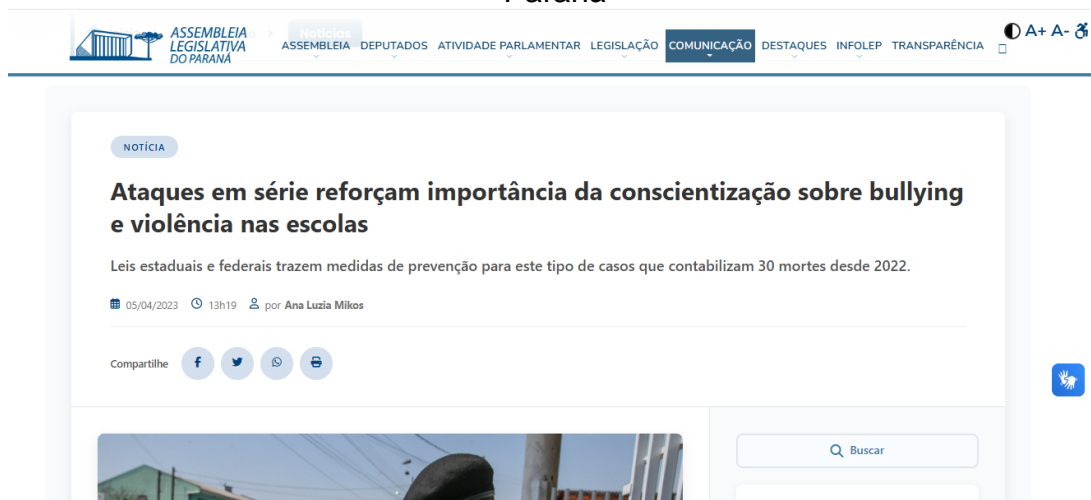 Paraná
ASSEMBLEIA
LEGISLATIVA
DO PARANÁ
Notícias
ASSEMBLEIA DEPUTADOS ATIVIDADE PARLAMENTAR LEGISLAÇÃO COMUNICAÇÃO DESTAQUES INFOLEP TRANSPARÊNCIA
A+ A-
NOTÍCIA
Ataques em série reforçam importância da conscientização sobre bullying
e violência nas escolas
Leis estaduais e federais trazem medidas de prevenção para este tipo de casos que contabilizam 30 mortes desde 2022.
05/04/2023 13h19 por Ana Luzia Mikos
Compartilhe
Buscar